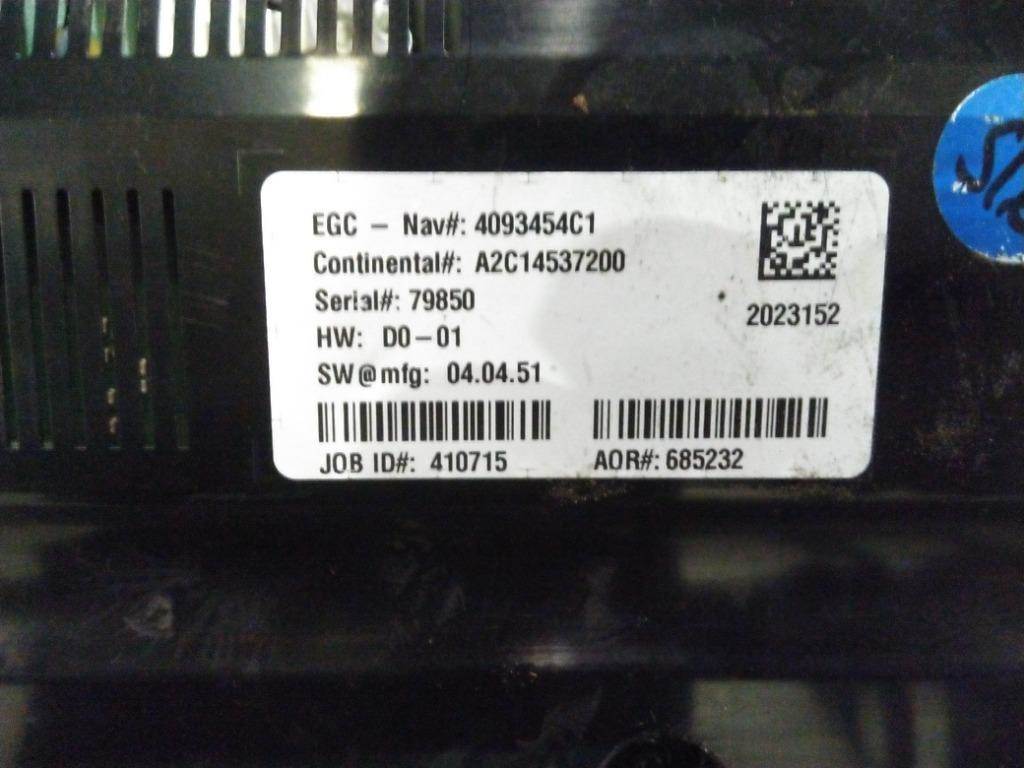 EGC - Nav#: 4093454C1
Continental#: A2C14537200
Serial#: 79850
HW: D0-01
SW@mfg: 04.04.51
2023152
JOB ID#: 410715
AOR#: 685232